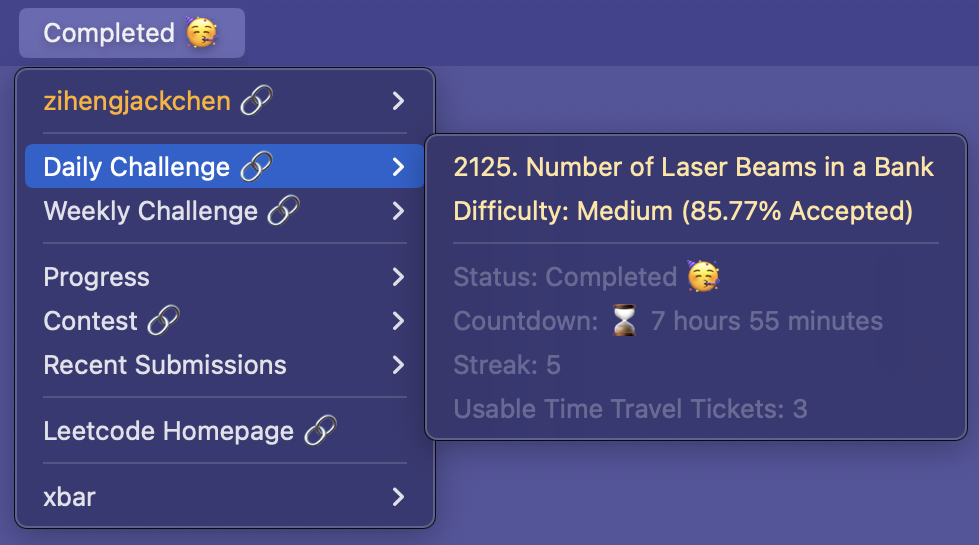 Completed 🥳
zihengjackchen 🔗
Daily Challenge 🔗
Weekly Challenge 🔗
Progress
Contest 🔗
Recent Submissions
Leetcode Homepage 🔗
xbar
2125. Number of Laser Beams in a Bank
Difficulty: Medium (85.77% Accepted)
Status: Completed 🥳
Countdown: ⏳ 7 hours 55 minutes
Streak: 5
Usable Time Travel Tickets: 3